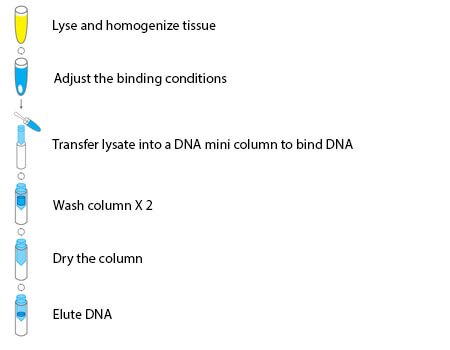 Lyse and homogenize tissue
Adjust the binding conditions
Transfer lysate into a DNA mini column to bind DNA
Wash column X 2
Dry the column
Elute DNA